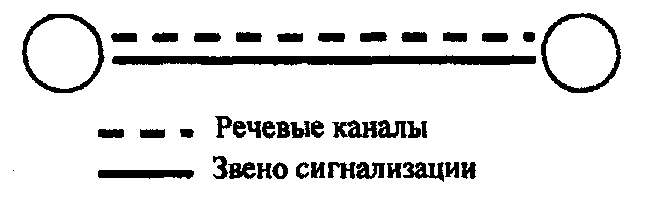 Речевые каналы
Звено сигнализации